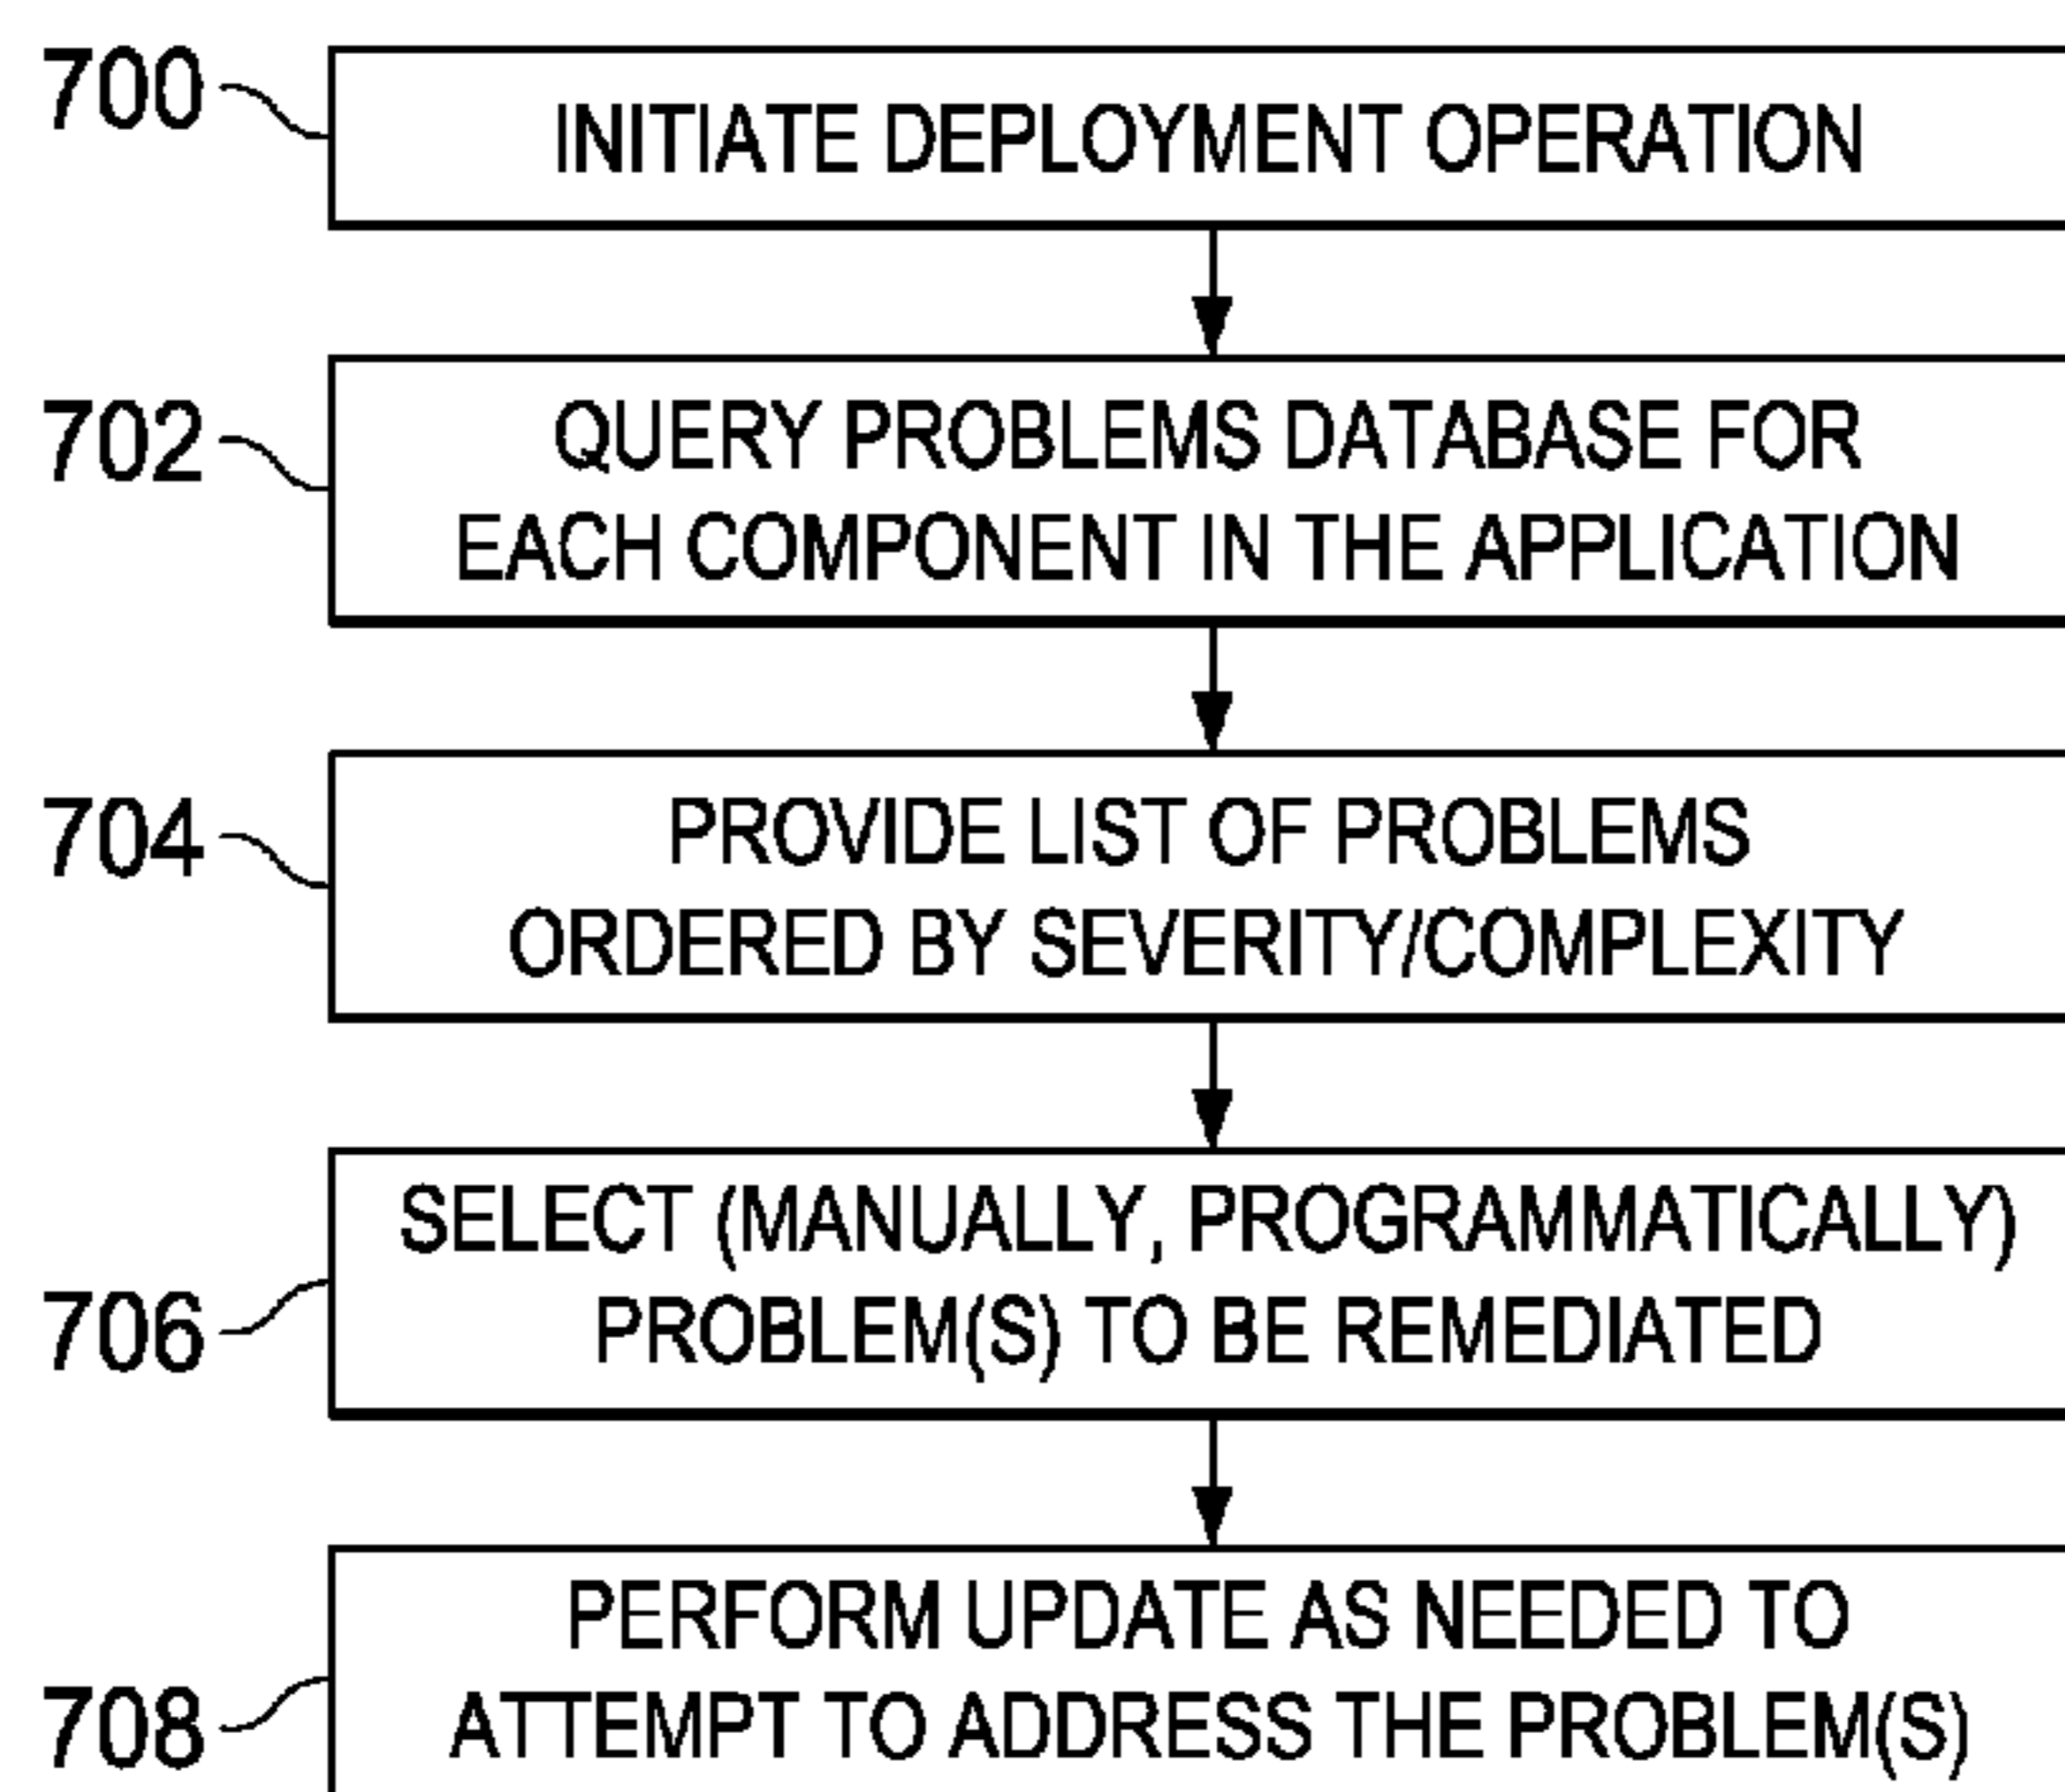 700
INITIATE DEPLOYMENT OPERATION
702
QUERY PROBLEMS DATABASE FOR
EACH COMPONENT IN THE APPLICATION
704
PROVIDE LIST OF PROBLEMS
ORDERED BY SEVERITY/COMPLEXITY
706
SELECT (MANUALLY, PROGRAMMATICALLY)
PROBLEM(S) TO BE REMEDIATED
708
PERFORM UPDATE AS NEEDED TO
ATTEMPT TO ADDRESS THE PROBLEM(S)